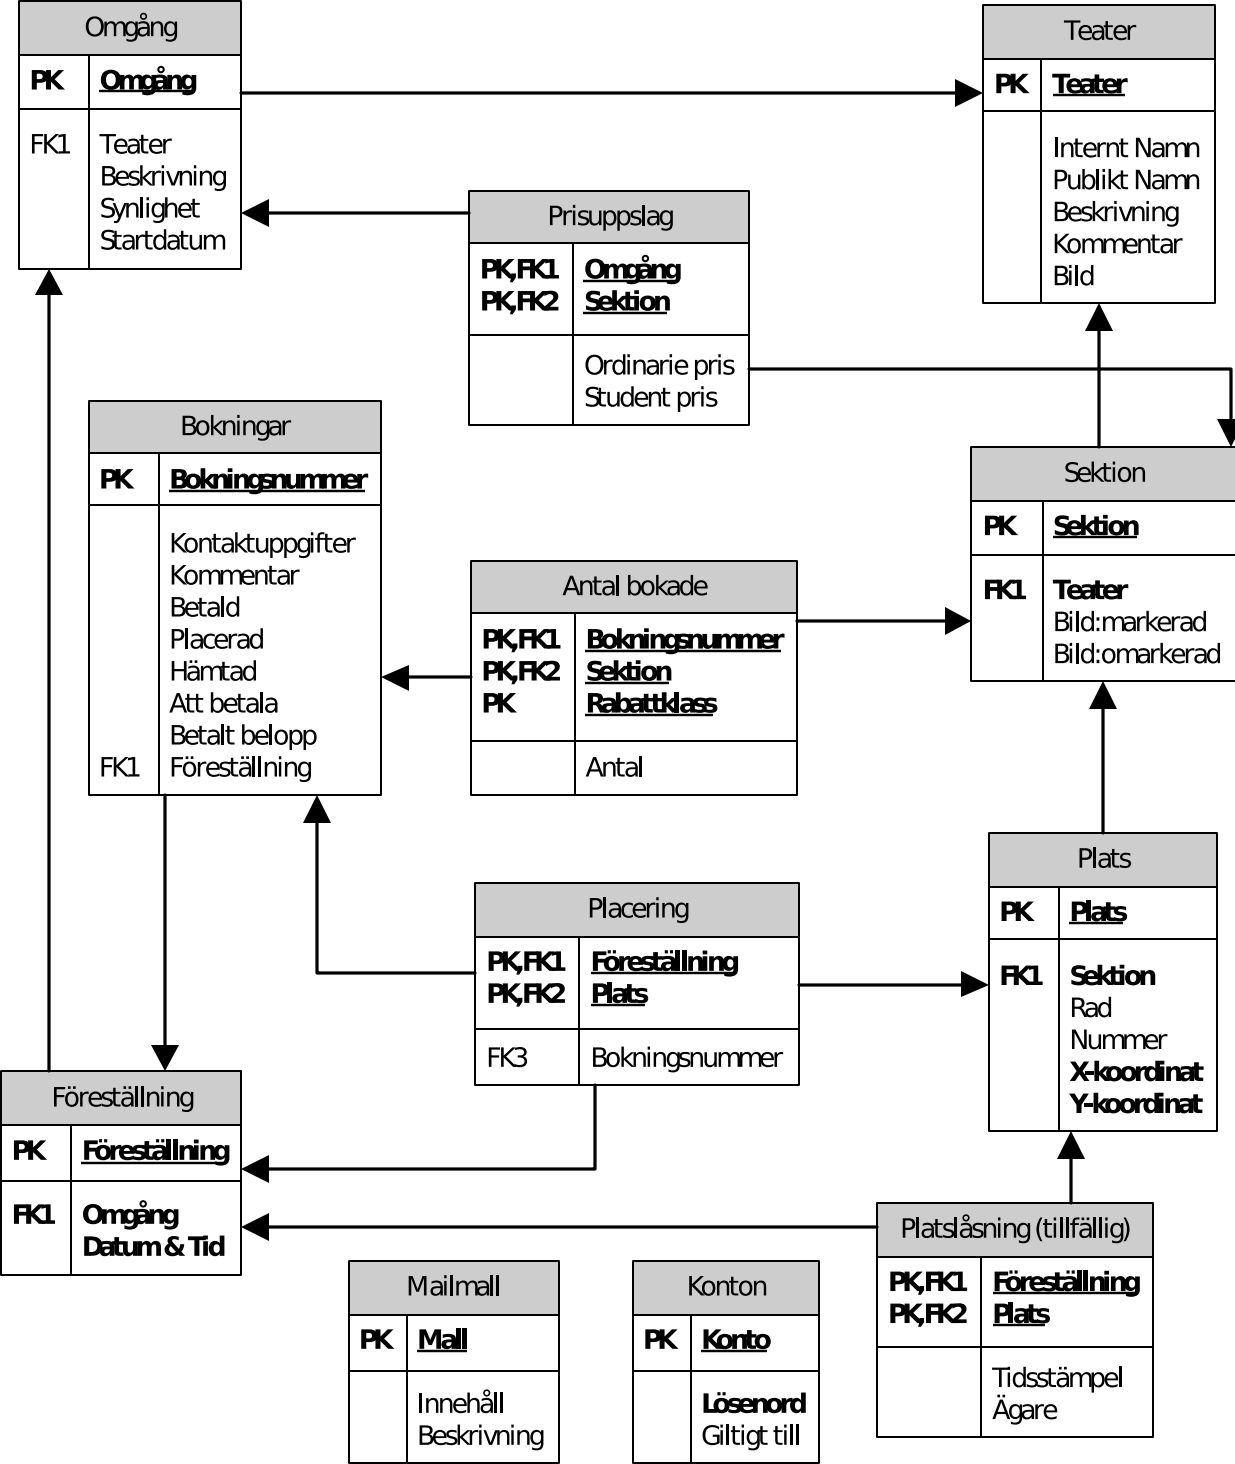 Omgång
PK Omgång
FK1 Teater
Beskrivning
Synlighet
Startdatum
Teater
PK Teater
Internt Namn
Publikt Namn
Beskrivning
Kommentar
Bild
Prisuppslag
PK,FK1 Omgång
PK,FK2 Sektion
Ordinarie pris
Student pris
Bokningar
PK Bokningsnummer
Kontaktuppgifter
Kommentar
Betald
Placerad
Hämtad
Att betala
Betalt belopp
FK1 Föreställning
Sektion
PK Sektion
FK1 Teater
Bild:markerad
Bild:omarkerad
Antal bokade
PK,FK1 Bokningsnummer
PK,FK2 Sektion
PK Rabattklass
Antal
Plats
PK Plats
FK1 Sektion
Rad
Nummer
X-koordinat
Y-koordinat
Placering
PK,FK1 Föreställning
PK,FK2 Plats
FK3 Bokningsnummer
Föreställning
PK Föreställning
FK1 Omgång
Datum & Tid
Platslåsning (tillfällig)
PK,FK1 Föreställning
PK,FK2 Plats
Tidsstämpel
Ägare
Mailmall
PK Mall
Innehåll
Beskrivning
Konton
PK Konto
Lösenord
Giltigt till